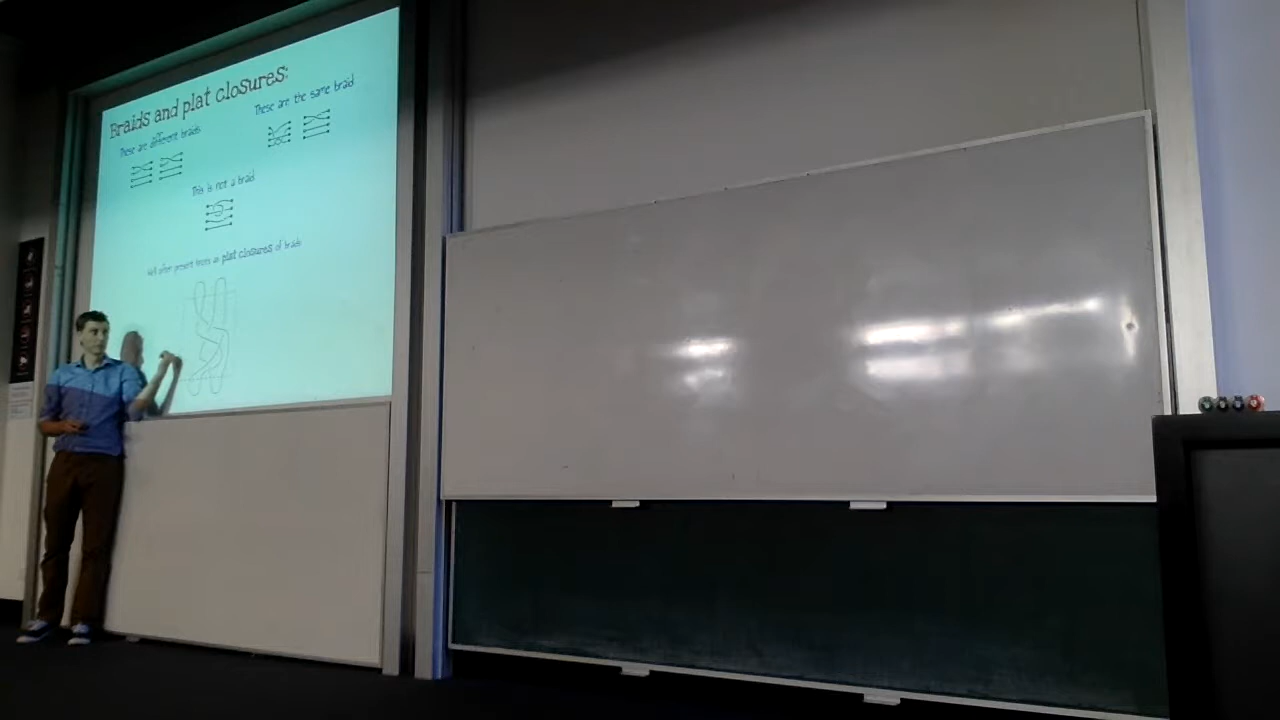 Braids and plat closures:
These are different braids
These are the same braid
This is not a braid
We'll often present knots as plat closures of braids